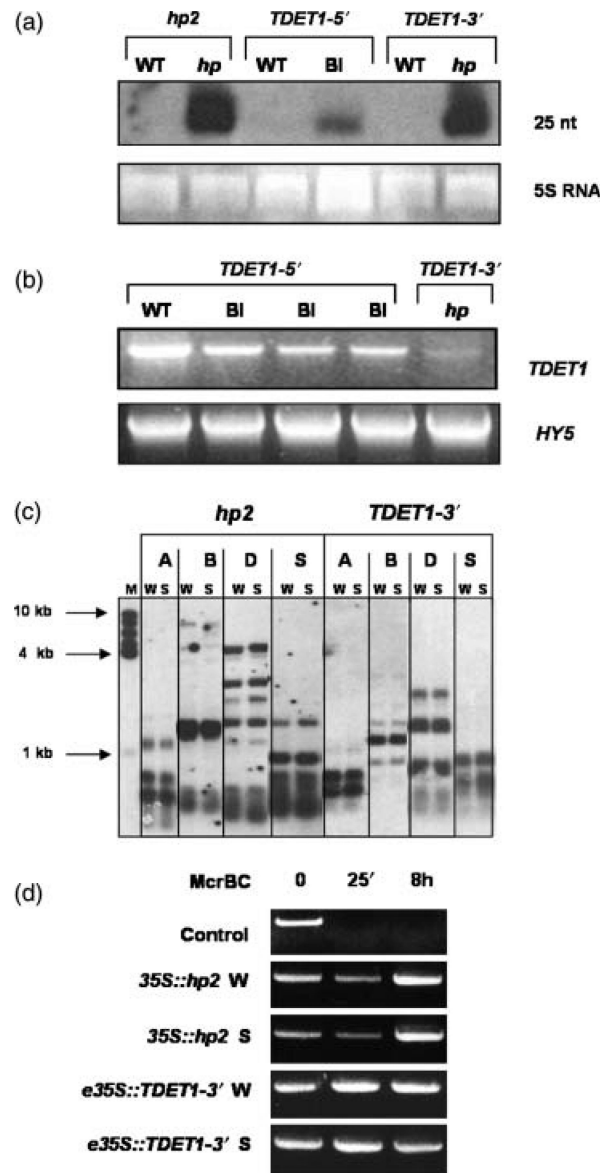 (a)
hp2 TDET1-5′ TDET1-3′
WT hp WT BI WT hp
25 nt
5S RNA
(b)
TDET1-5′ TDET1-3′
WT BI BI BI hp
TDET1
HY5
(c)
hp2 TDET1-3′
A B D S A B D S
M W S W S W S W S W S W S W S W S
10 kb
4 kb
1 kb
(d)
McrBC 0 25′ 8h
Control
35S::hp2 W
35S::hp2 S
e35S::TDET1-3′ W
e35S::TDET1-3′ S